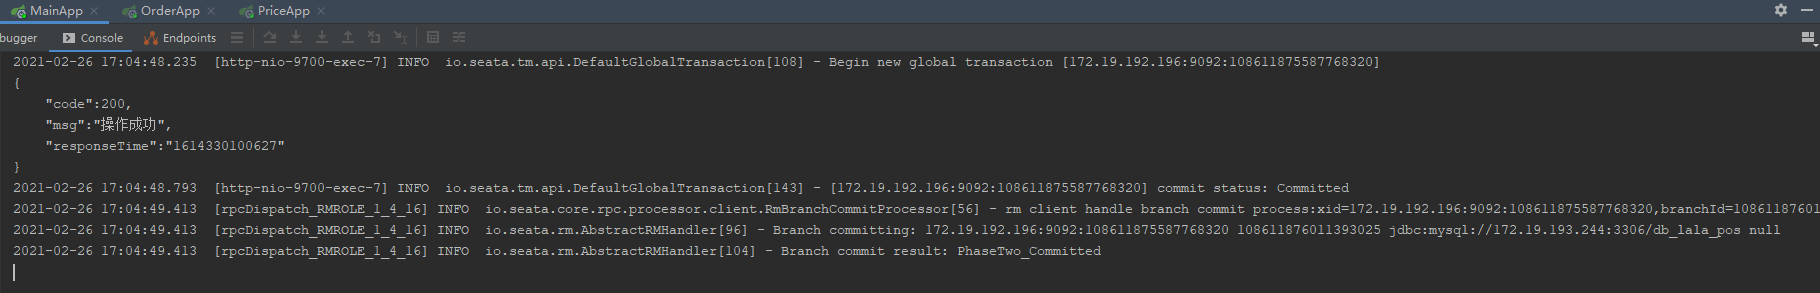 MainApp OrderApp PriceApp
bugger Console Endpoints
2021-02-26 17:04:48.235 [http-nio-9700-exec-7] INFO io.seata.tm.api.DefaultGlobalTransaction[108] - Begin new global transaction [172.19.192.196:9092:108611875587768320]
{
"code":200,
"msg":"操作成功",
"responseTime":"1614330100627"
}
2021-02-26 17:04:48.793 [http-nio-9700-exec-7] INFO io.seata.tm.api.DefaultGlobalTransaction[143] - [172.19.192.196:9092:108611875587768320] commit status: Committed
2021-02-26 17:04:49.413 [rpcDispatch_RMROLE_1_4_16] INFO io.seata.core.rpc.processor.client.RmBranchCommitProcessor[56] - rm client handle branch commit process:xid=172.19.192.196:9092:108611875587768320,branchId=10861187601
2021-02-26 17:04:49.413 [rpcDispatch_RMROLE_1_4_16] INFO io.seata.rm.AbstractRMHandler[96] - Branch committing: 172.19.192.196:9092:108611875587768320 108611876011393025 jdbc:mysql://172.19.193.244:3306/db_lala_pos null
2021-02-26 17:04:49.413 [rpcDispatch_RMROLE_1_4_16] INFO io.seata.rm.AbstractRMHandler[104] - Branch commit result: PhaseTwo_Committed